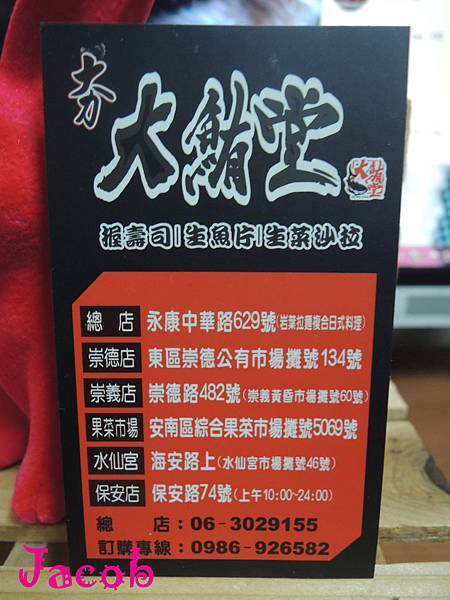 夯
大鮪堂
大鮪堂
握壽司|生魚片|生菜沙拉
總 店 永康中華路629號(岩葉拉麵複合日式料理)
崇德店 東區崇德公有市場攤號134號
崇義店 崇德路482號(崇義黃昏市場攤號60號)
果菜市場 安南區綜合果菜市場攤號5069號
水仙宮 海安路上(水仙宮市場攤號46號)
保安店 保安路74號(上午10:00~24:00)
總 店:06-3029155
訂購專線:0986-926582
Jacob